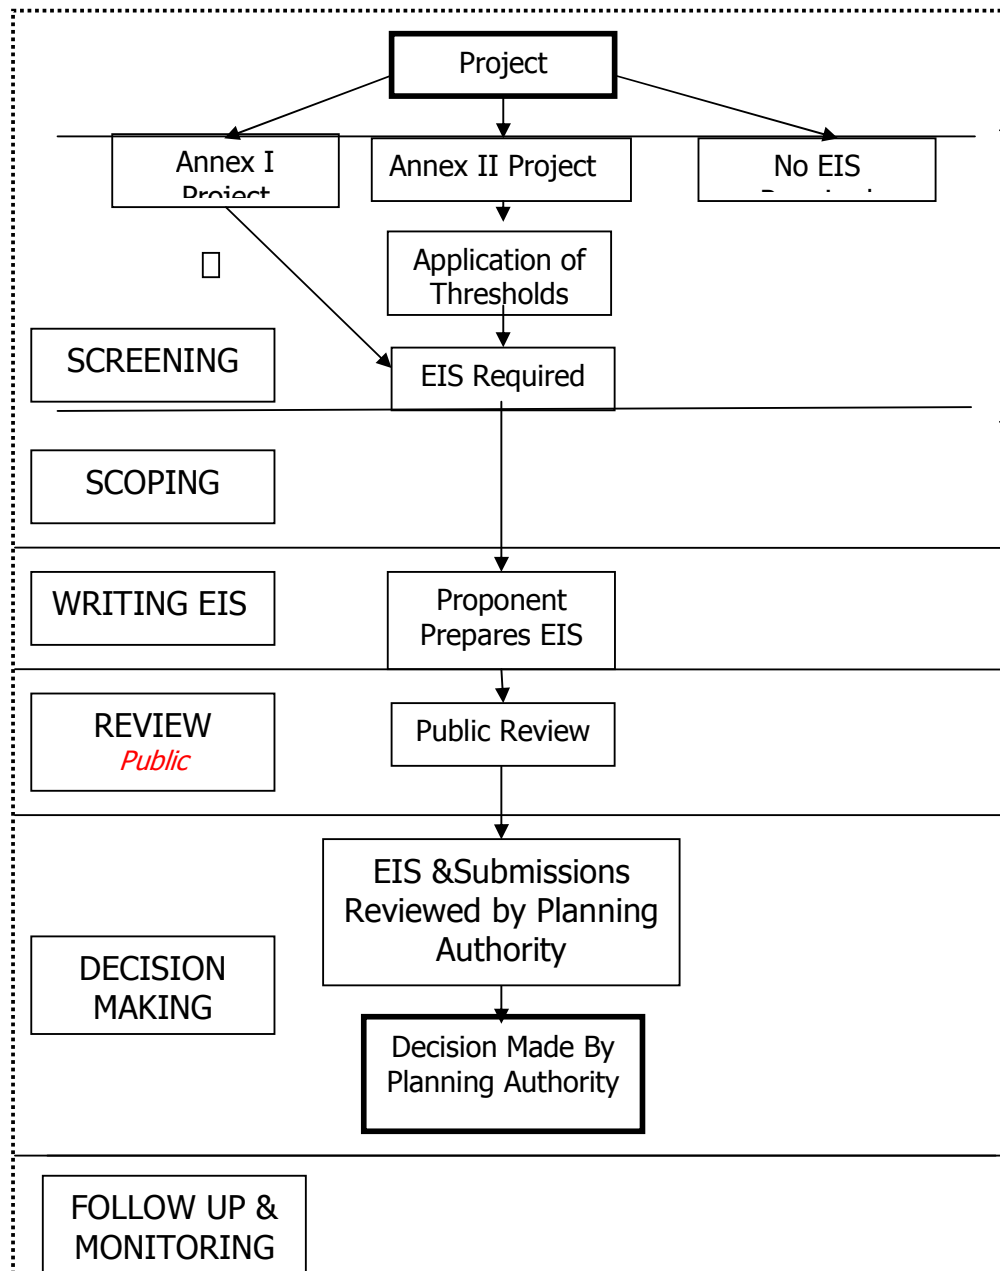 Project
Annex I
Project
Annex II Project
No EIS
Application of
Thresholds
SCREENING
EIS Required
SCOPING
WRITING EIS
Proponent
Prepares EIS
REVIEW
Public
Public Review
EIS &Submissions
Reviewed by Planning
Authority
DECISION
MAKING
Decision Made By
Planning Authority
FOLLOW UP &
MONITORING